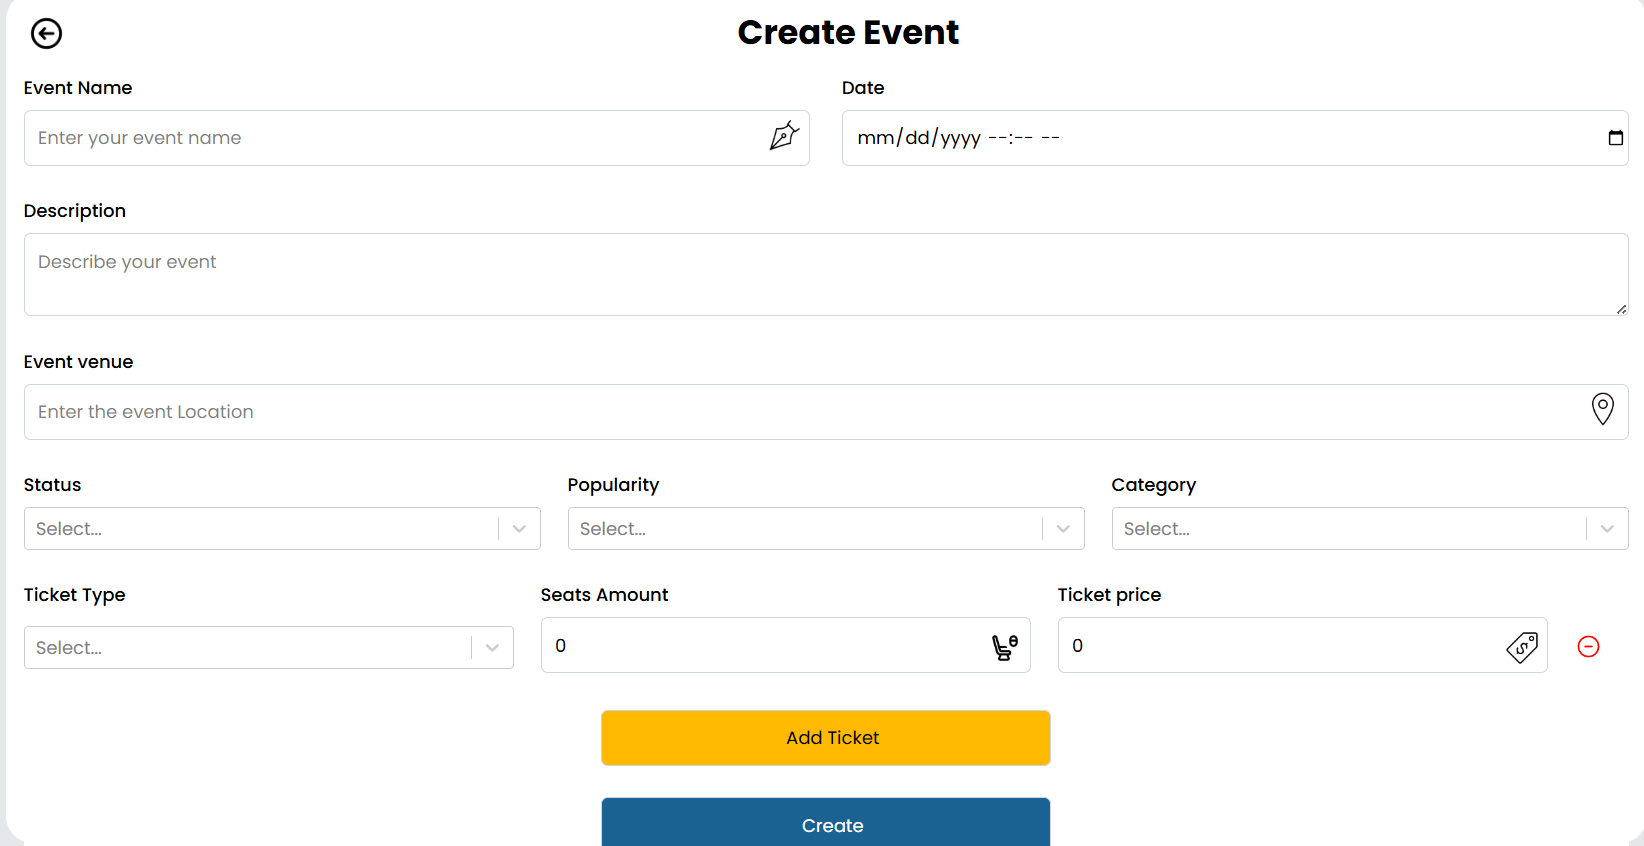 Create Event
Event Name Date
Enter your event name mm/dd/yyyy --:-- --
Description
Describe your event
Event venue
Enter the event Location
Status Popularity Category
Select... Select... Select...
Ticket Type Seats Amount Ticket price
Select... 0 0
Add Ticket
Create